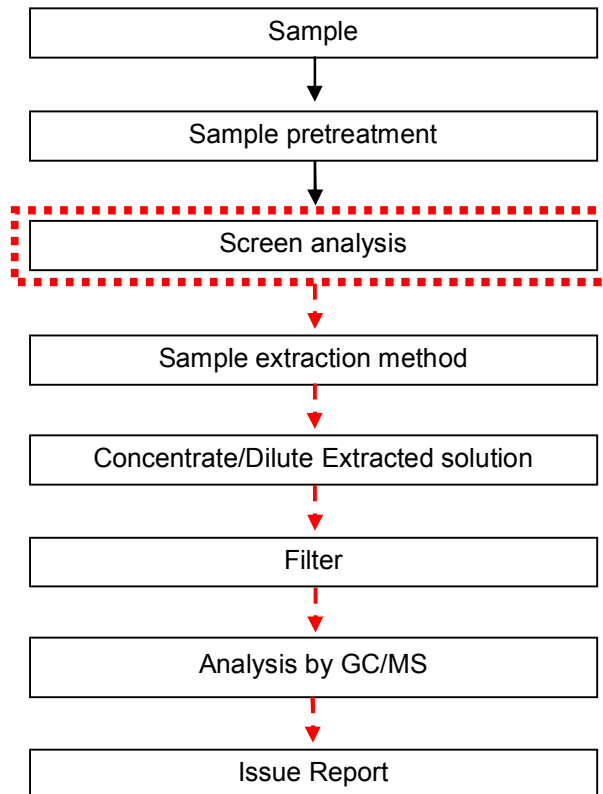 Sample
Sample pretreatment
Screen analysis
Sample extraction method
Concentrate/Dilute Extracted solution
Filter
Analysis by GC/MS
Issue Report